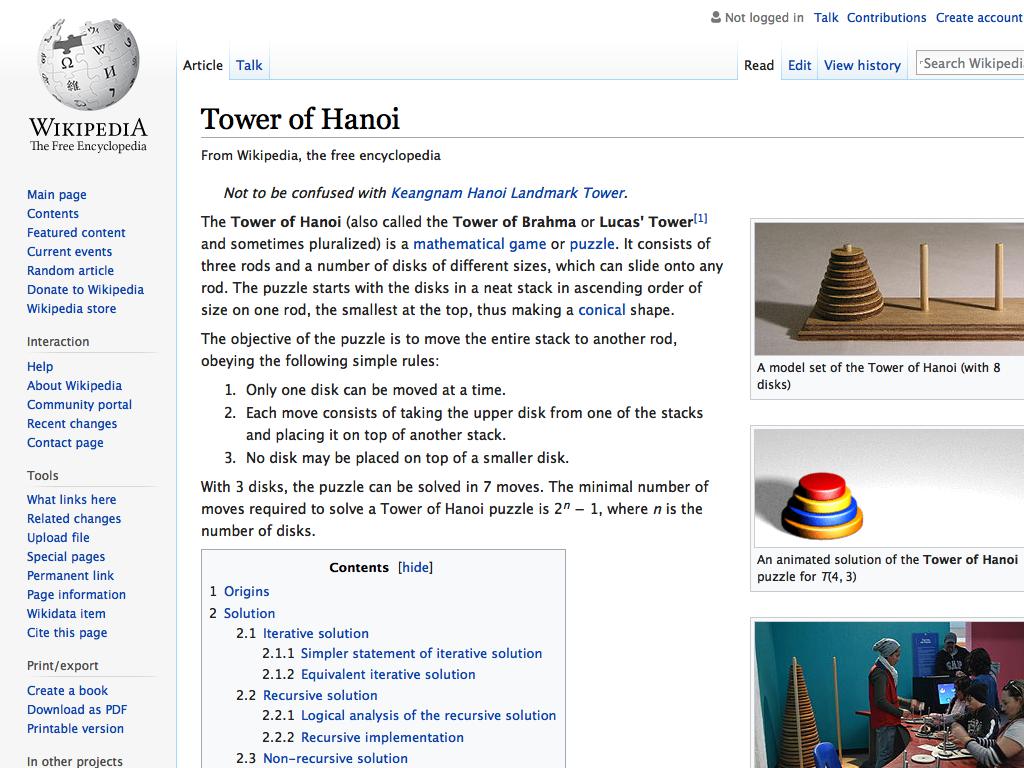 Not logged in Talk Contributions Create account
Article Talk
Read Edit View history Search Wikipedia
WIKIPEDIA
The Free Encyclopedia
Main page
Contents
Featured content
Current events
Random article
Donate to Wikipedia
Wikipedia store
Interaction
Help
About Wikipedia
Community portal
Recent changes
Contact page
Tools
What links here
Related changes
Upload file
Special pages
Permanent link
Page information
Wikidata item
Cite this page
Print/export
Create a book
Download as PDF
Printable version
In other projects
Tower of Hanoi
From Wikipedia, the free encyclopedia
Not to be confused with Keangnam Hanoi Landmark Tower.
The Tower of Hanoi (also called the Tower of Brahma or Lucas' Tower[1]
and sometimes pluralized) is a mathematical game or puzzle. It consists of
three rods and a number of disks of different sizes, which can slide onto any
rod. The puzzle starts with the disks in a neat stack in ascending order of
size on one rod, the smallest at the top, thus making a conical shape.
The objective of the puzzle is to move the entire stack to another rod,
obeying the following simple rules:
1. Only one disk can be moved at a time.
2. Each move consists of taking the upper disk from one of the stacks
and placing it on top of another stack.
3. No disk may be placed on top of a smaller disk.
With 3 disks, the puzzle can be solved in 7 moves. The minimal number of
moves required to solve a Tower of Hanoi puzzle is 2ⁿ − 1, where n is the
number of disks.
Contents [hide]
1 Origins
2 Solution
2.1 Iterative solution
2.1.1 Simpler statement of iterative solution
2.1.2 Equivalent iterative solution
2.2 Recursive solution
2.2.1 Logical analysis of the recursive solution
2.2.2 Recursive implementation
2.3 Non-recursive solution
A model set of the Tower of Hanoi (with 8
disks)
An animated solution of the Tower of Hanoi
puzzle for T(4, 3)